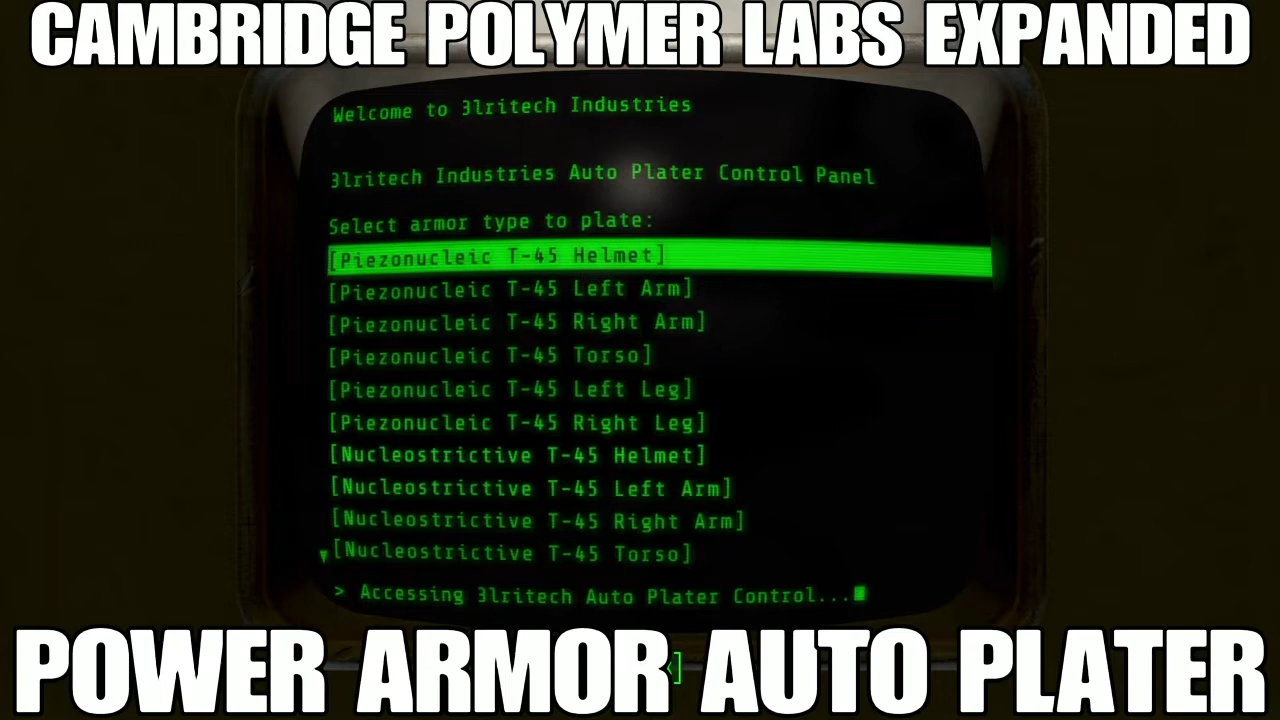 CAMBRIDGE POLYMER LABS EXPANDED
Welcome to 3lritech Industries
3lritech Industries Auto Plater Control Panel
Select armor type to plate:
[Piezonucleic T-45 Helmet]
[Piezonucleic T-45 Left Arm]
[Piezonucleic T-45 Right Arm]
[Piezonucleic T-45 Torso]
[Piezonucleic T-45 Left Leg]
[Piezonucleic T-45 Right Leg]
[Nucleostrictive T-45 Helmet]
[Nucleostrictive T-45 Left Arm]
[Nucleostrictive T-45 Right Arm]
[Nucleostrictive T-45 Torso]
> Accessing 3lritech Auto Plater Control...
POWER ARMOR AUTO PLATER